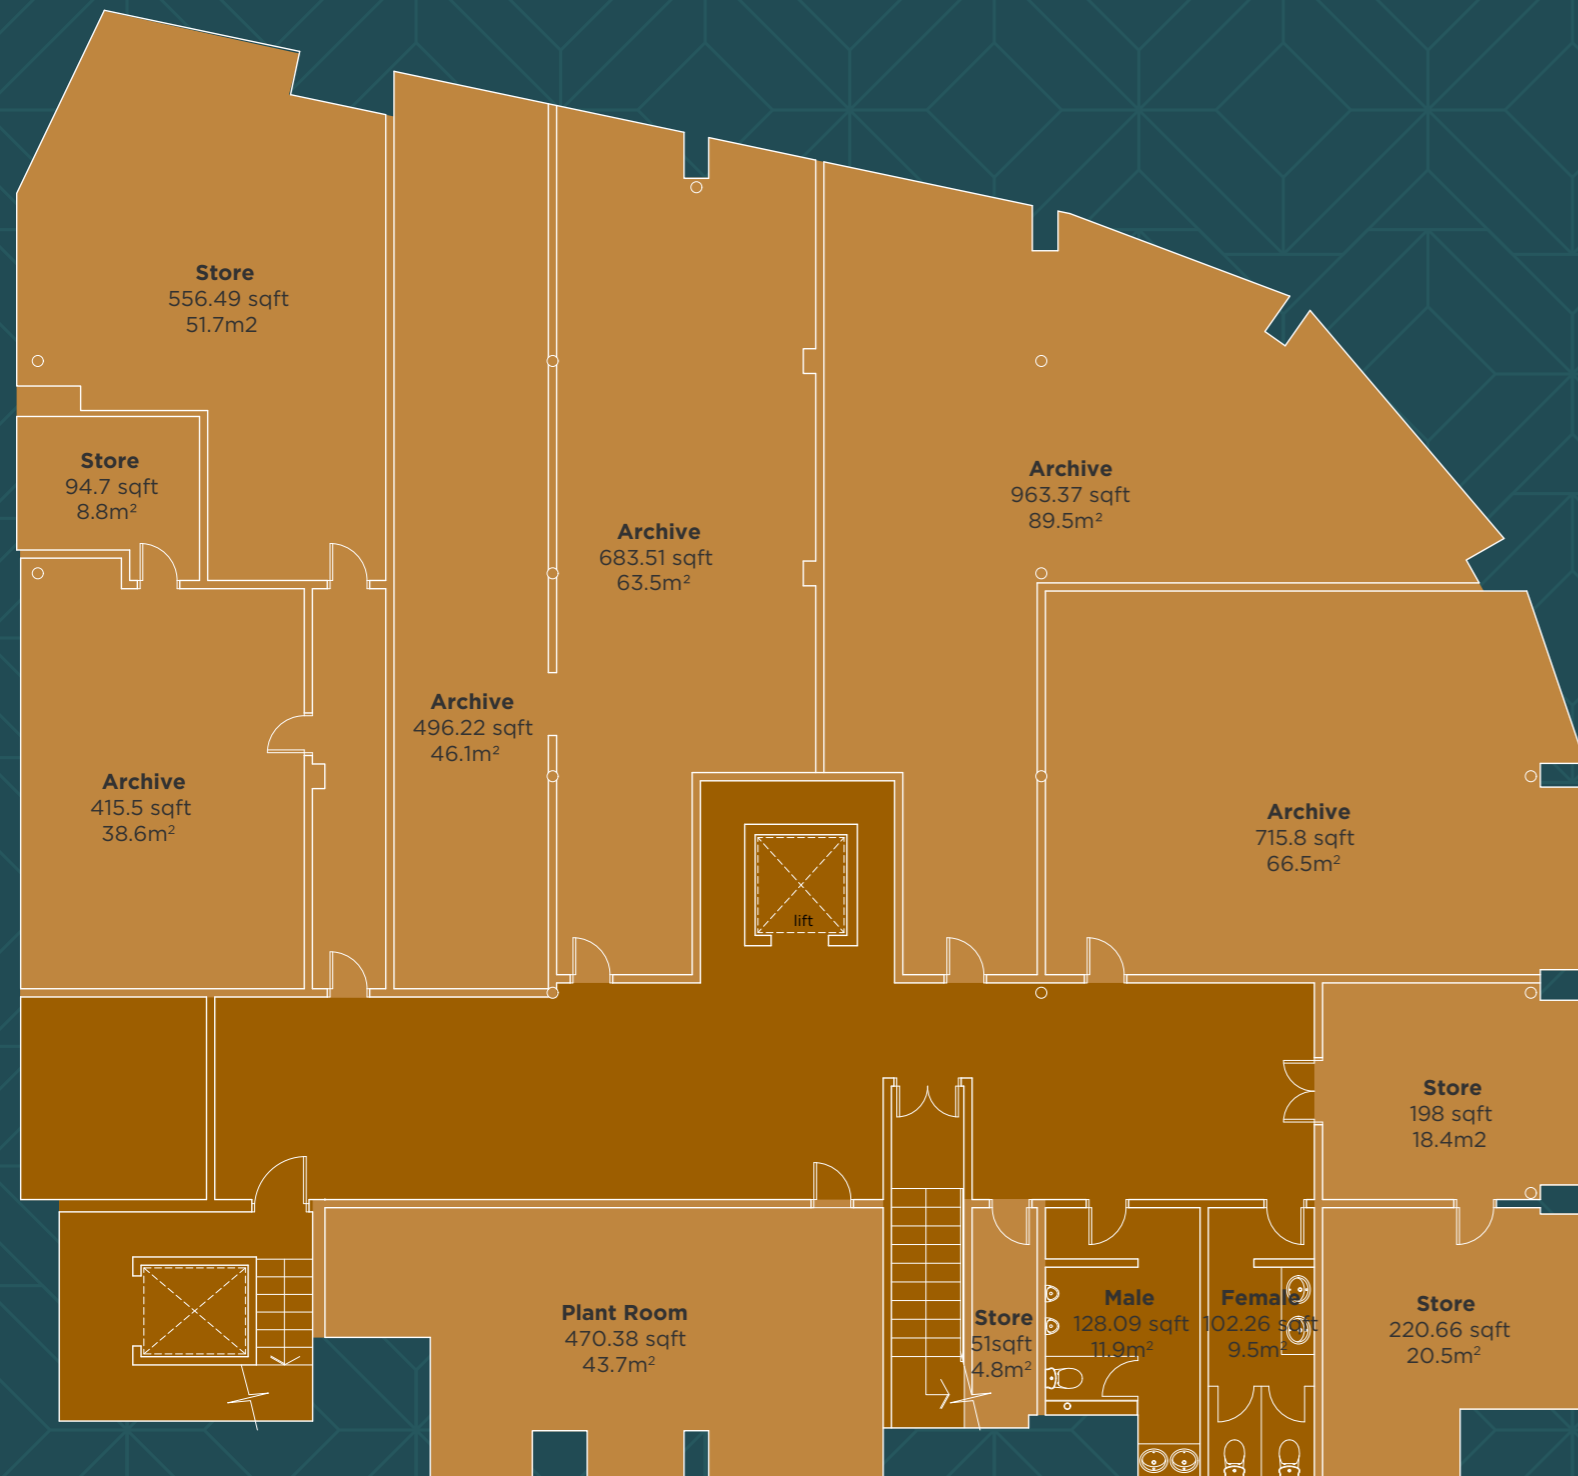 Store
556.49 sqft
51.7m2
Store
94.7 sqft
8.8m²
Archive
963.37 sqft
89.5m²
Archive
683.51 sqft
63.5m²
Archive
496.22 sqft
46.1m²
Archive
415.5 sqft
38.6m²
Archive
715.8 sqft
66.5m²
lift
Store
198 sqft
18.4m2
Plant Room
470.38 sqft
43.7m²
Store
51sqft
4.8m²
Male
128.09 sqft
11.9m²
Female
102.26 sqft
9.5m²
Store
220.66 sqft
20.5m²